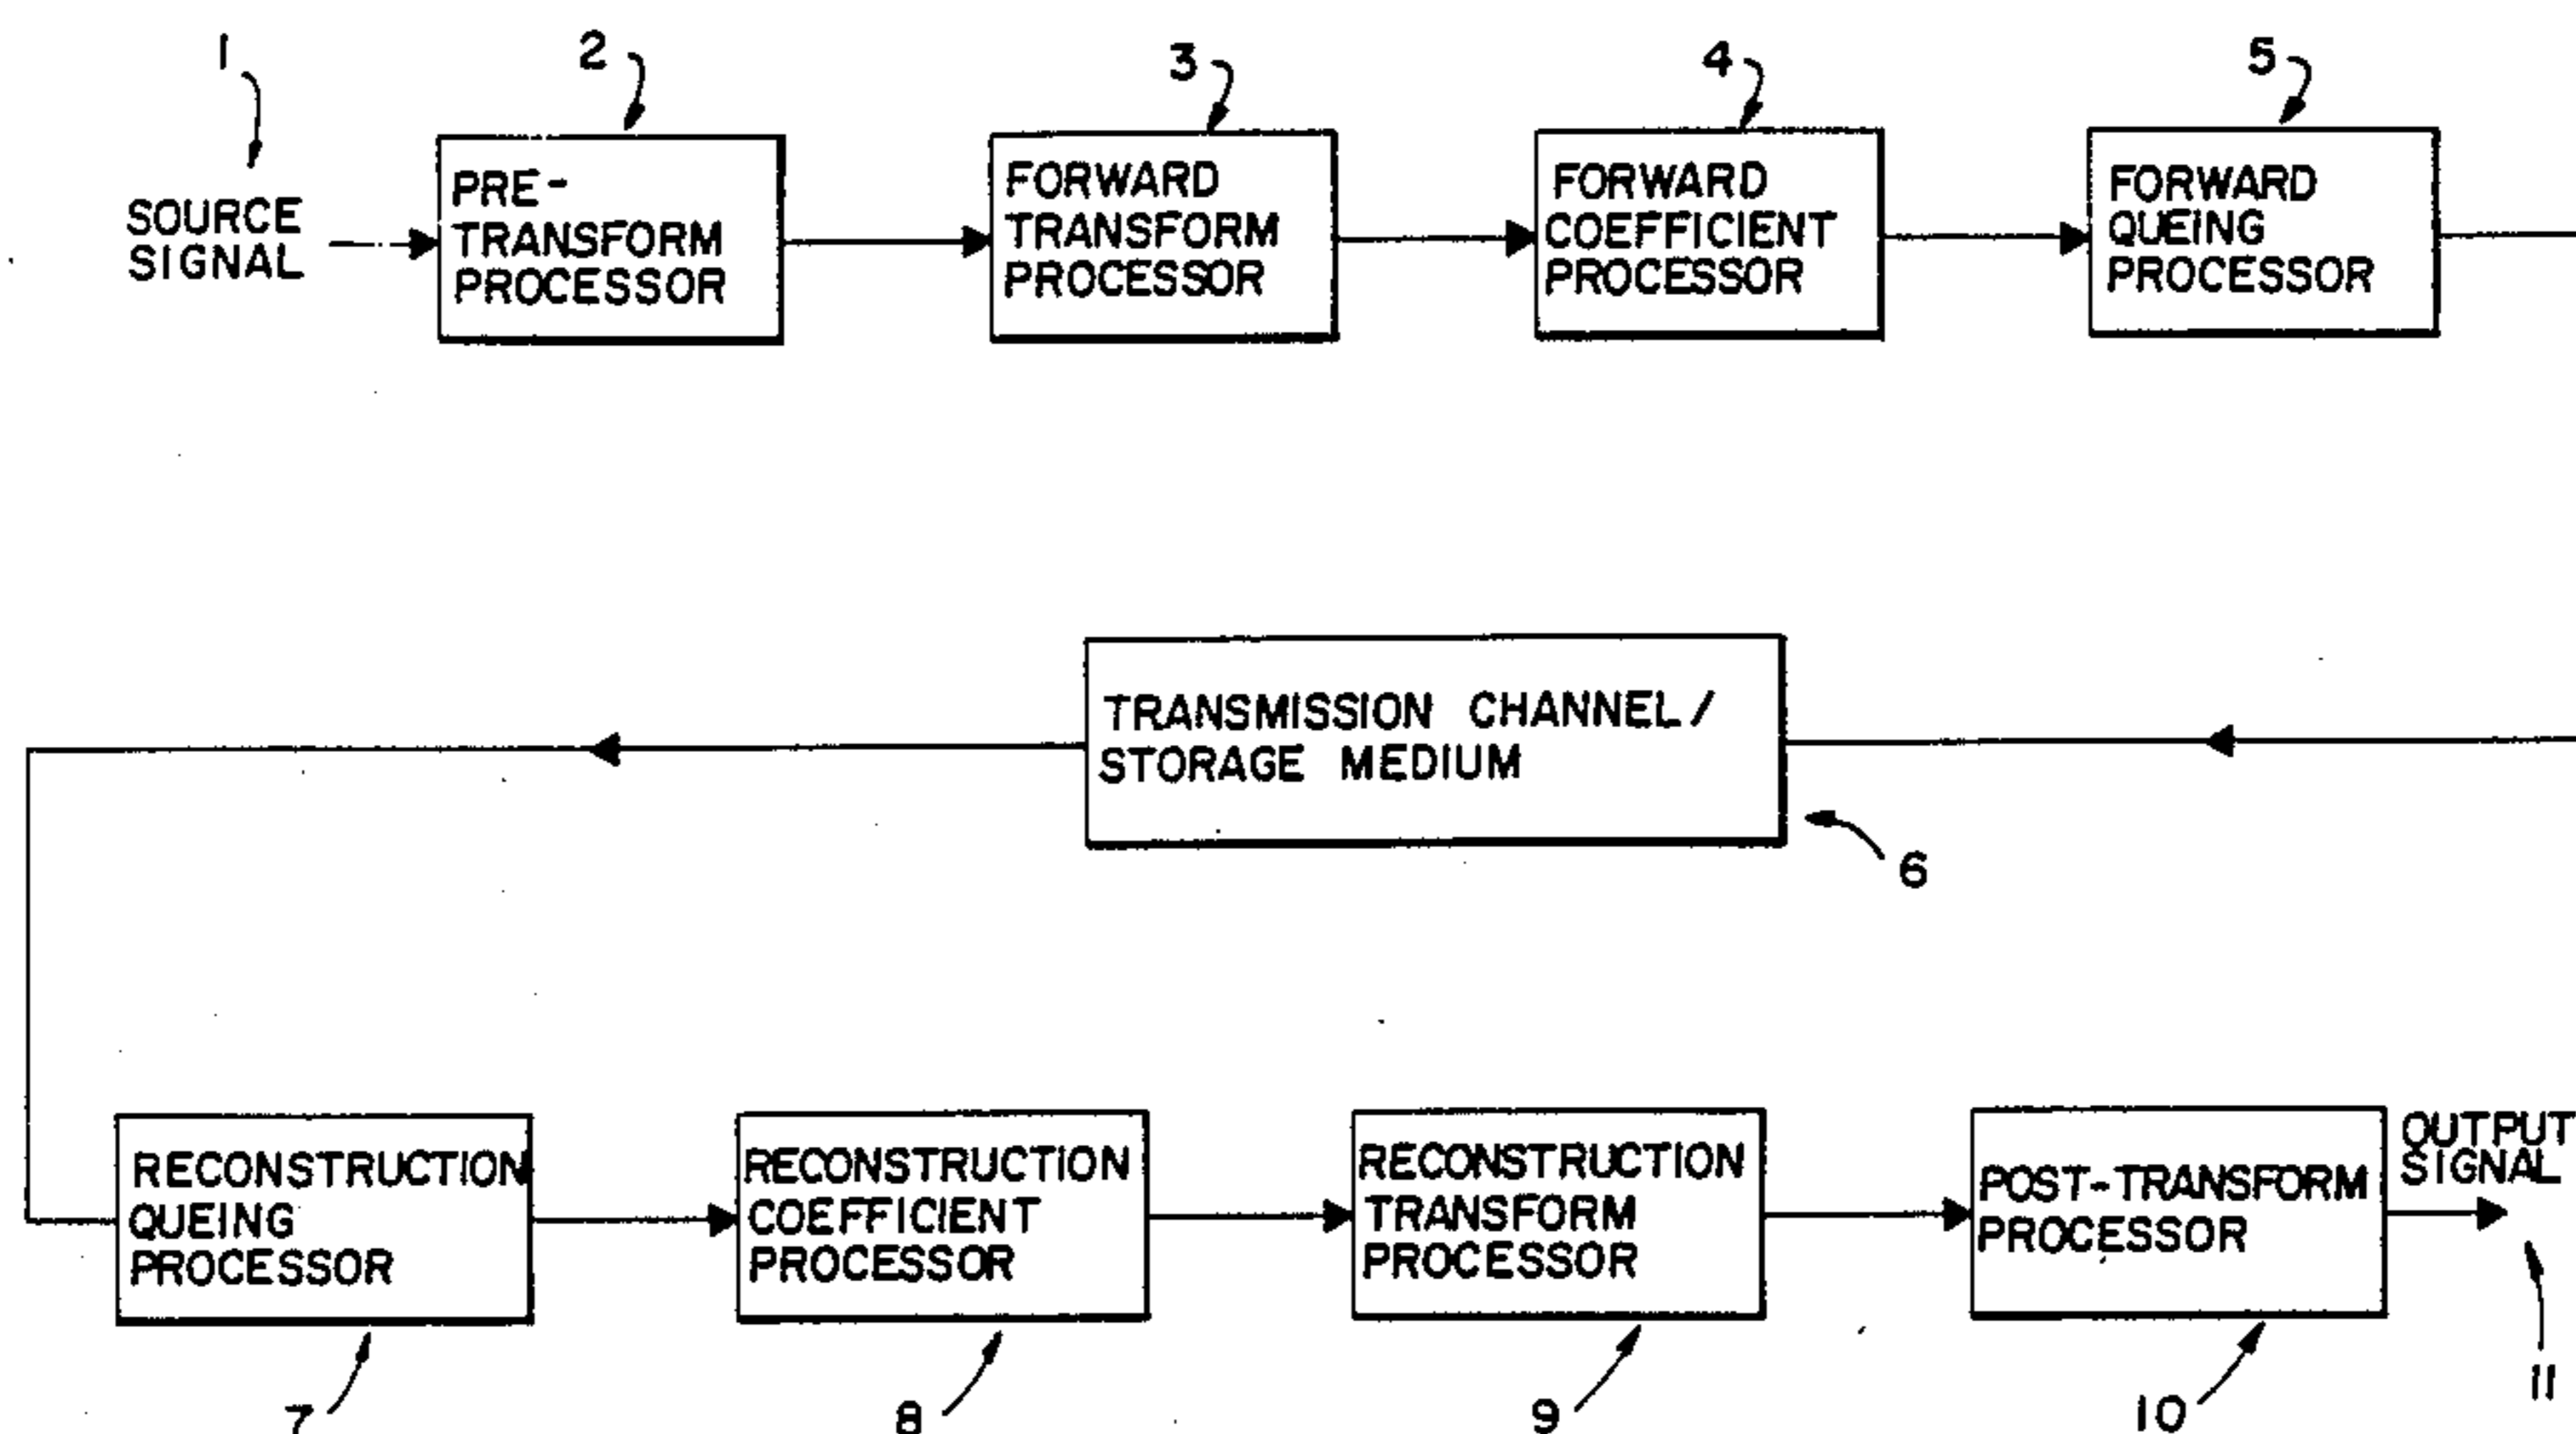 1
2
3
4
5
SOURCE
SIGNAL
PRE-
TRANSFORM
PROCESSOR
FORWARD
TRANSFORM
PROCESSOR
FORWARD
COEFFICIENT
PROCESSOR
FORWARD
QUEING
PROCESSOR
TRANSMISSION CHANNEL/
STORAGE MEDIUM
6
RECONSTRUCTION
QUEING
PROCESSOR
RECONSTRUCTION
COEFFICIENT
PROCESSOR
RECONSTRUCTION
TRANSFORM
PROCESSOR
POST-TRANSFORM
PROCESSOR
OUTPUT
SIGNAL
7
8
9
10
11